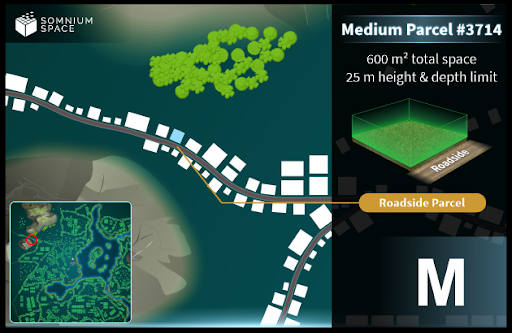 SOMNIUM
SPACE
Medium Parcel #3714
600 m² total space
25 m height & depth limit
Roadside
Roadside Parcel
M